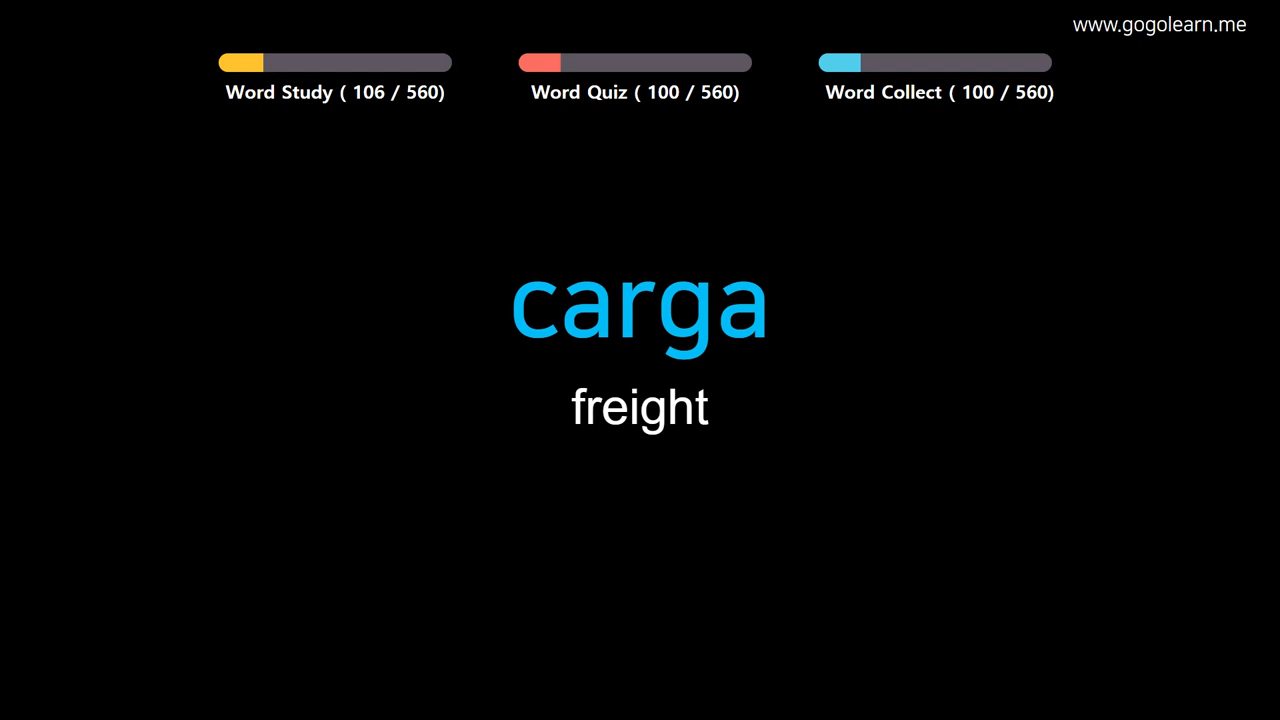 www.gogolearn.me
Word Study ( 106 / 560)
Word Quiz ( 100 / 560)
Word Collect ( 100 / 560)
carga
freight